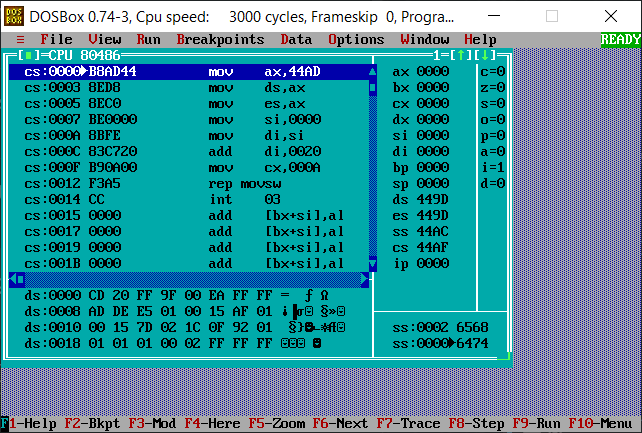 DOSBox 0.74-3, Cpu speed: 3000 cycles, Frameskip 0, Progra...
≡ File View Run Breakpoints Data Options Window Help READY
[■]=CPU 80486 1=[↑][↓]
cs:0000►B8AD44 mov ax,44AD ax 0000 c=0
cs:0003 8ED8 mov ds,ax bx 0000 z=0
cs:0005 8EC0 mov es,ax cx 0000 s=0
cs:0007 BE0000 mov si,0000 dx 0000 o=0
cs:000A 8BFE mov di,si si 0000 p=0
cs:000C 83C720 add di,0020 di 0000 a=0
cs:000F B90A00 mov cx,000A bp 0000 i=1
cs:0012 F3A5 rep movsw sp 0000 d=0
cs:0014 CC int 03 ds 449D
cs:0015 0000 add [bx+si],al es 449D
cs:0017 0000 add [bx+si],al ss 44AC
cs:0019 0000 add [bx+si],al cs 44AF
cs:001B 0000 add [bx+si],al ip 0000
ds:0000 CD 20 FF 9F 00 EA FF FF = ƒ Ω
ds:0008 AD DE E5 01 00 15 AF 01
ds:0010 00 15 7D 02 1C 0F 92 01 ss:0002 6568
ds:0018 01 01 01 00 02 FF FF FF ss:0000►6474
F1-Help F2-Bkpt F3-Mod F4-Here F5-Zoom F6-Next F7-Trace F8-Step F9-Run F10-Menu